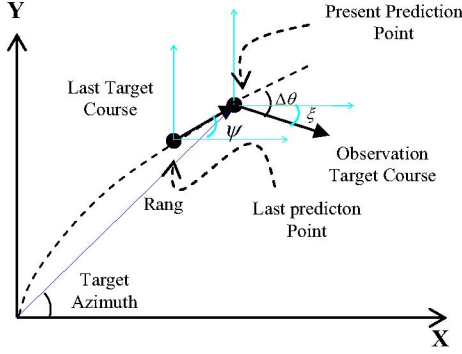 Y
Present Prediction
Point
Last Target
Course
Δθ
ξ
ψ
Observation
Target Course
Rang
Last predicton
Point
Target
Azimuth
X